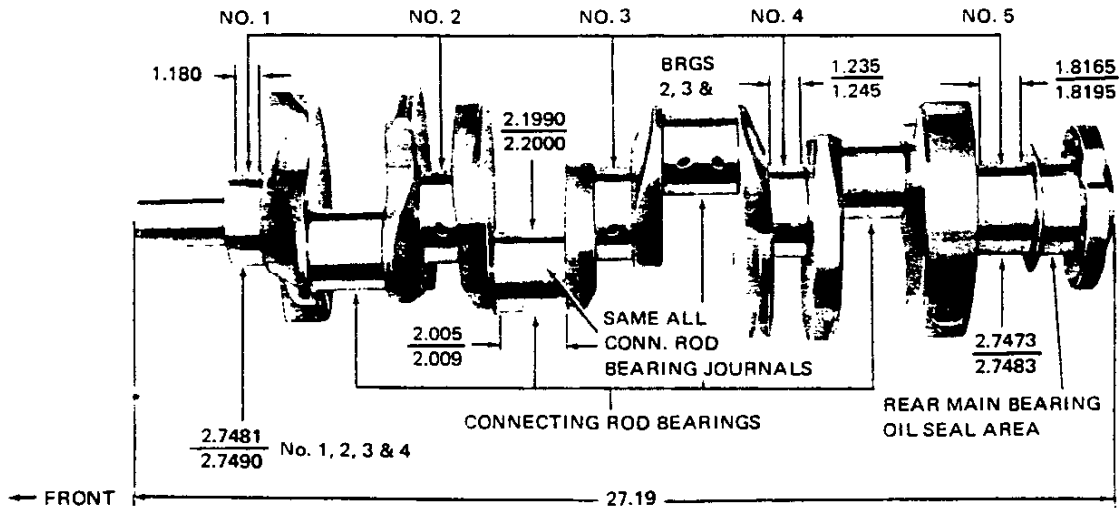 NO. 1 NO. 2 NO. 3 NO. 4 NO. 5
1.180
BRGS
2, 3 &
1.235
1.245
1.8165
1.8195
2.1990
2.2000
SAME ALL
CONN. ROD
BEARING JOURNALS
2.005
2.009
2.7473
2.7483
CONNECTING ROD BEARINGS
REAR MAIN BEARING
OIL SEAL AREA
2.7481
2.7490
No. 1, 2, 3 & 4
FRONT
27.19